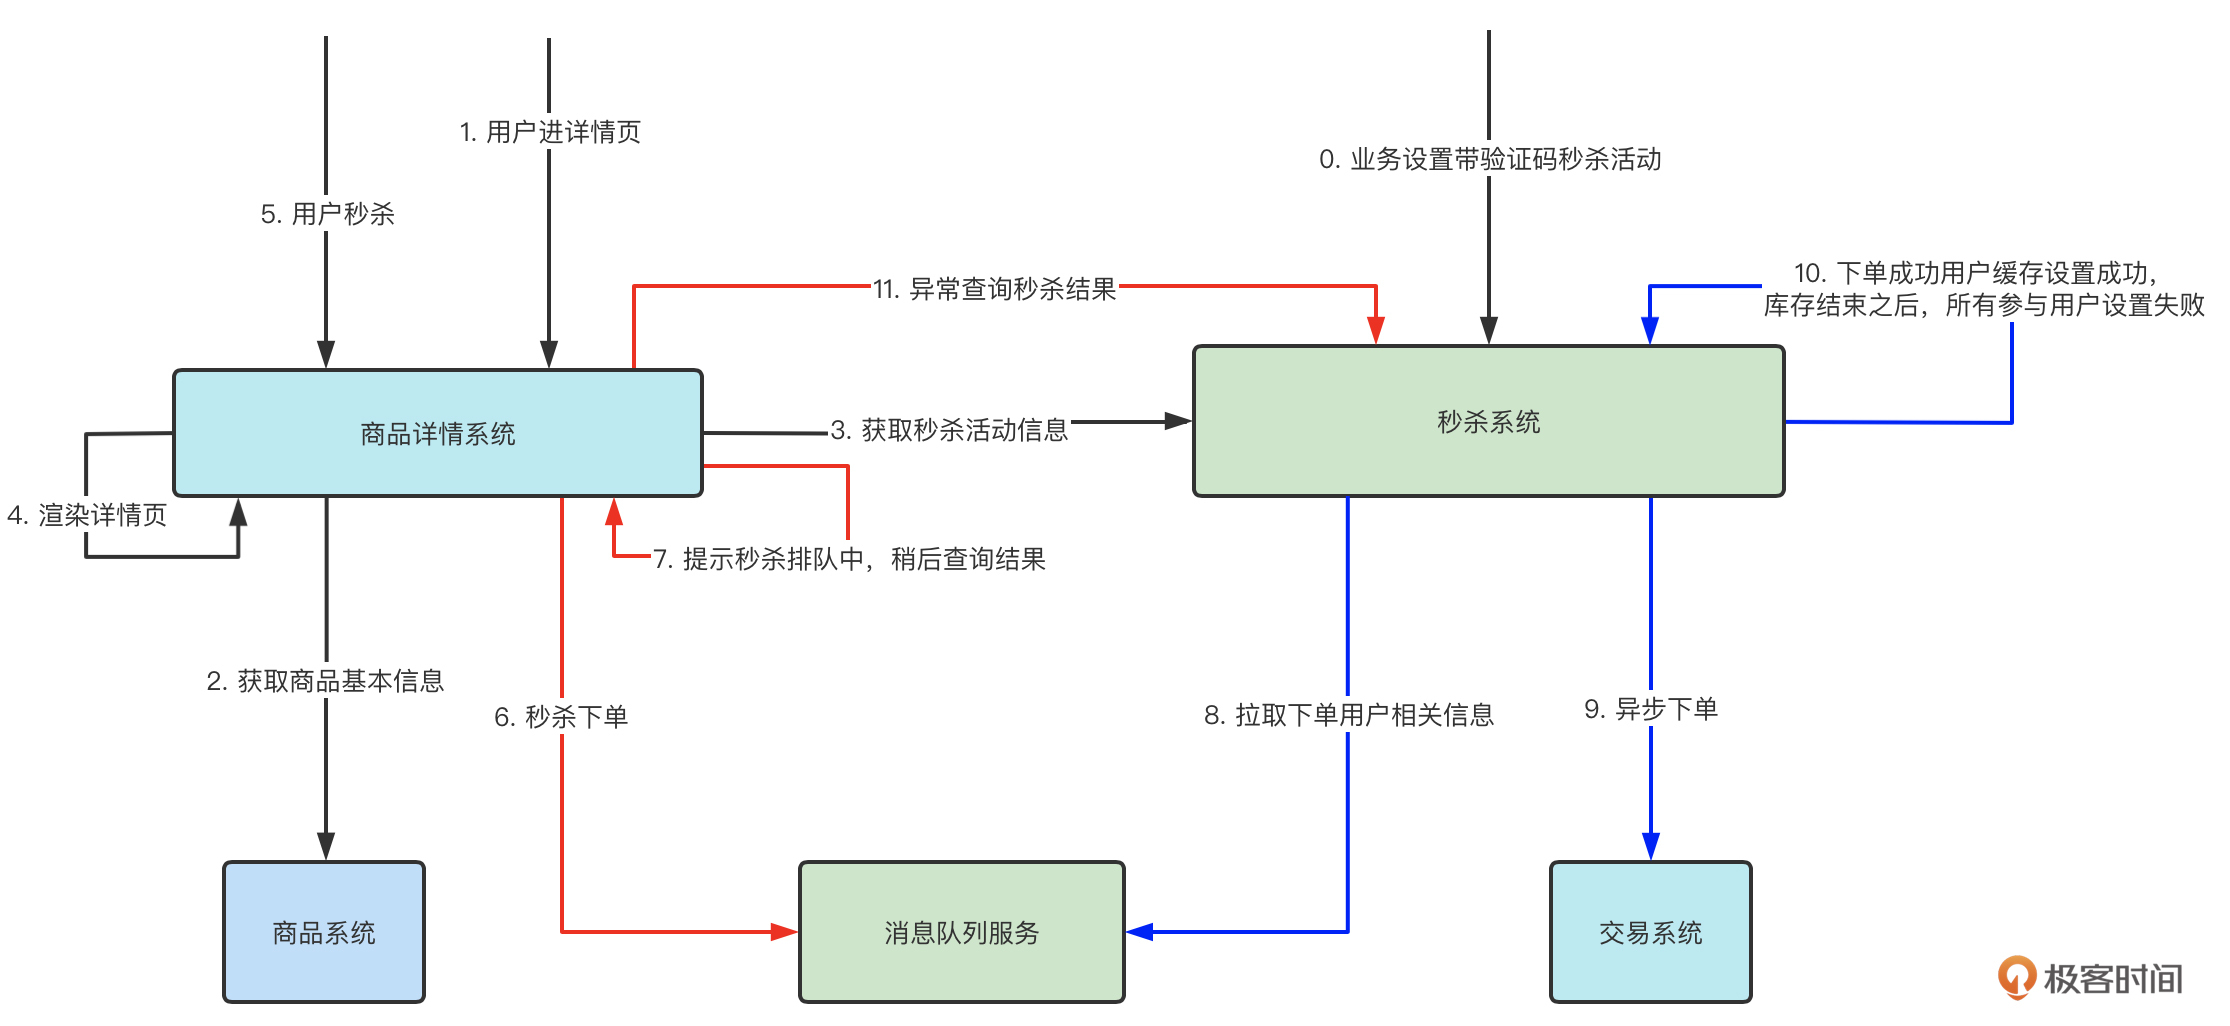 1. 用户进详情页
0. 业务设置带验证码秒杀活动
5. 用户秒杀
11. 异常查询秒杀结果
10. 下单成功用户缓存设置成功，
库存结束之后，所有参与用户设置失败
商品详情系统
3. 获取秒杀活动信息
秒杀系统
4. 渲染详情页
7. 提示秒杀排队中，稍后查询结果
2. 获取商品基本信息
6. 秒杀下单
8. 拉取下单用户相关信息
9. 异步下单
商品系统
消息队列服务
交易系统
极客时间